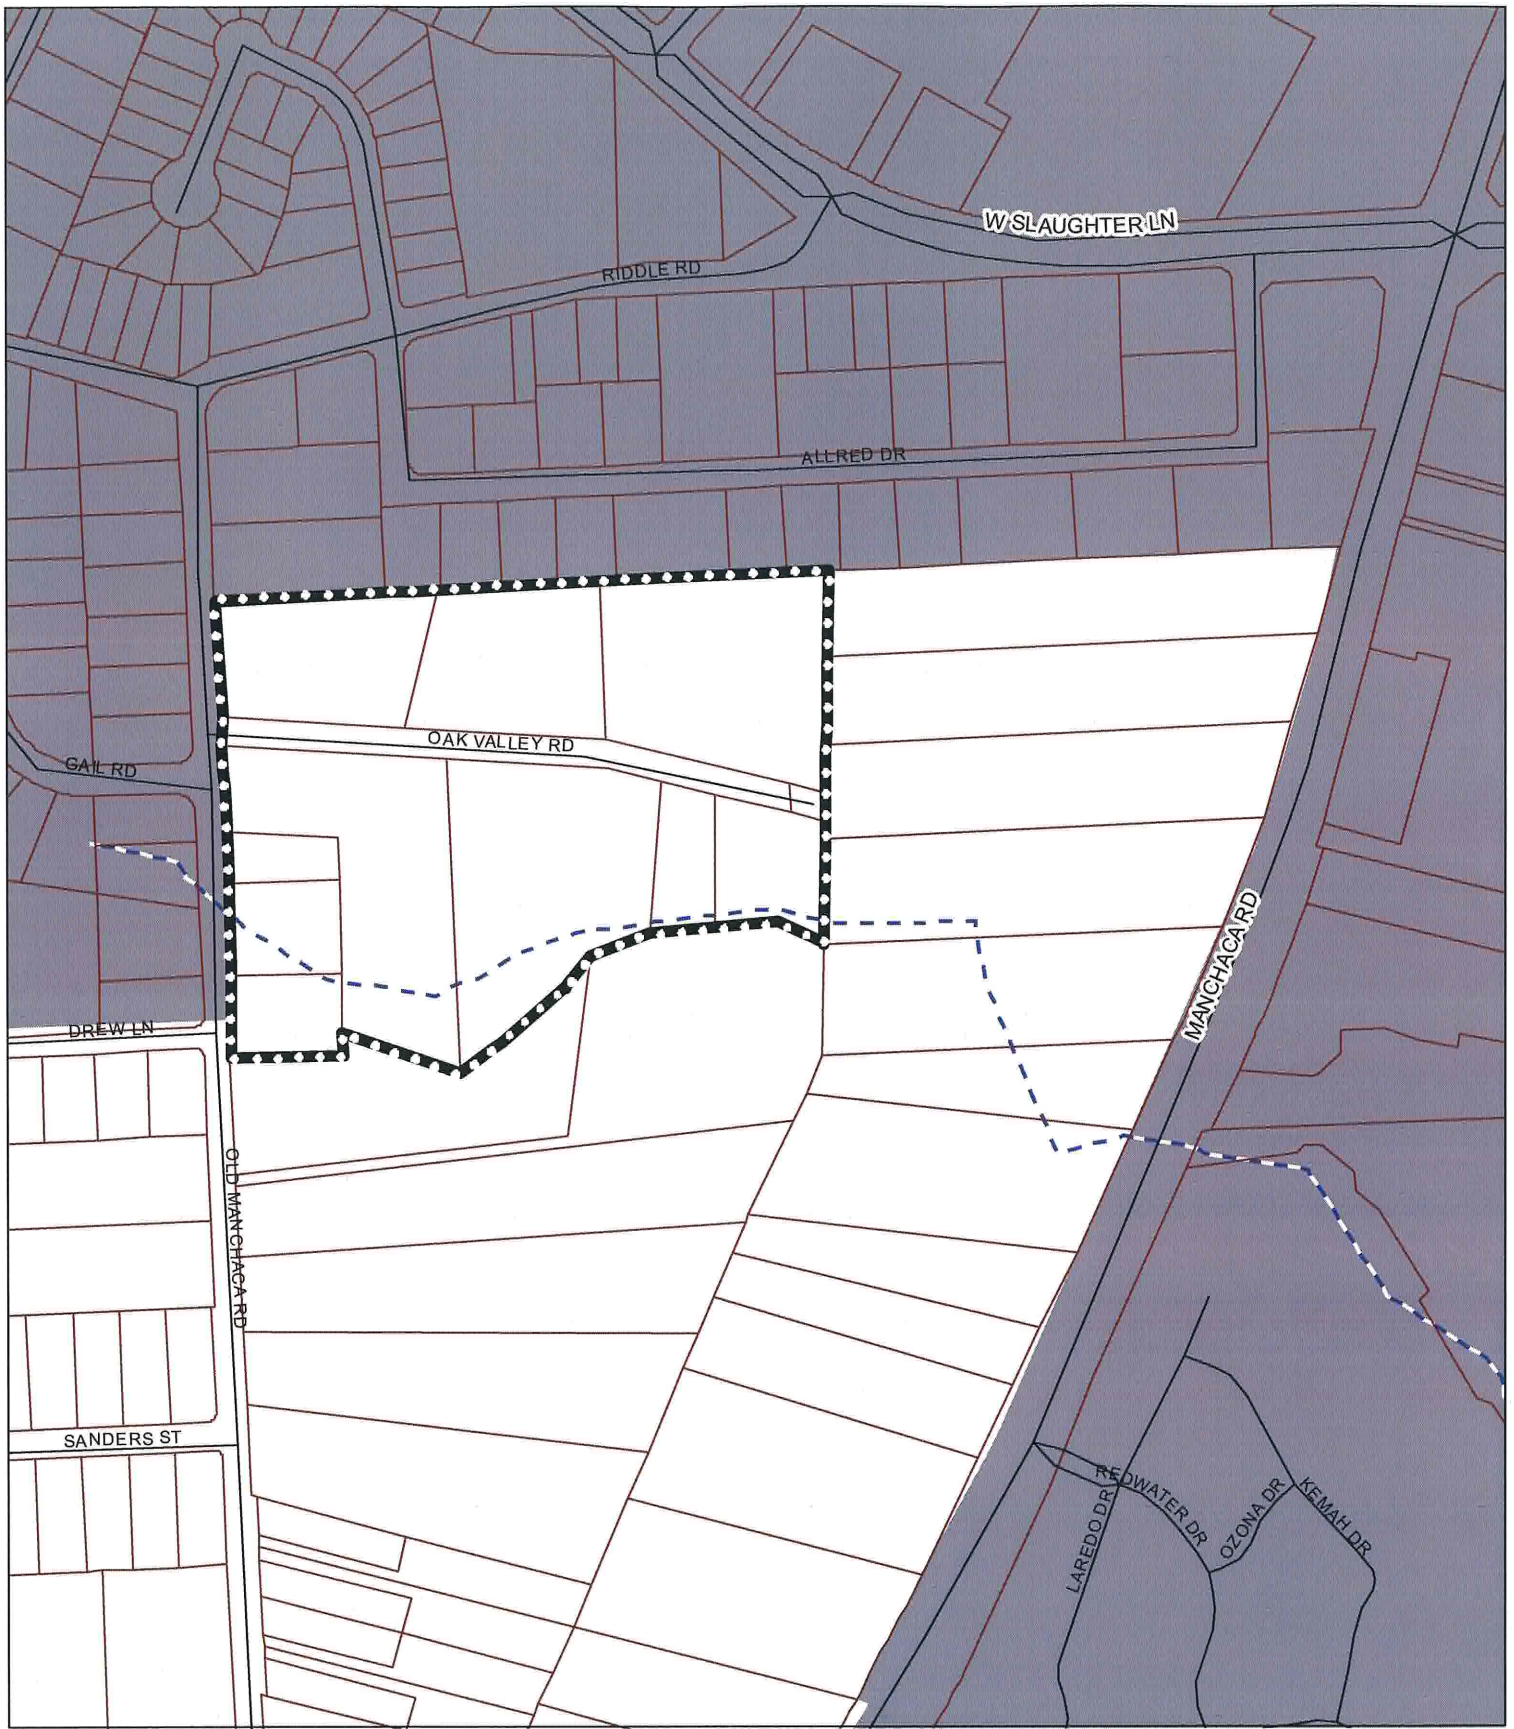 W SLAUGHTER LN
RIDDLE RD
ALLRED DR
OAK VALLEY RD
GAIL RD
MANCHACA RD
DREW LN
OLD MANCHACA RD
SANDERS ST
REDWATER DR
LAREDO DR
OZONA DR
KEMAH DR